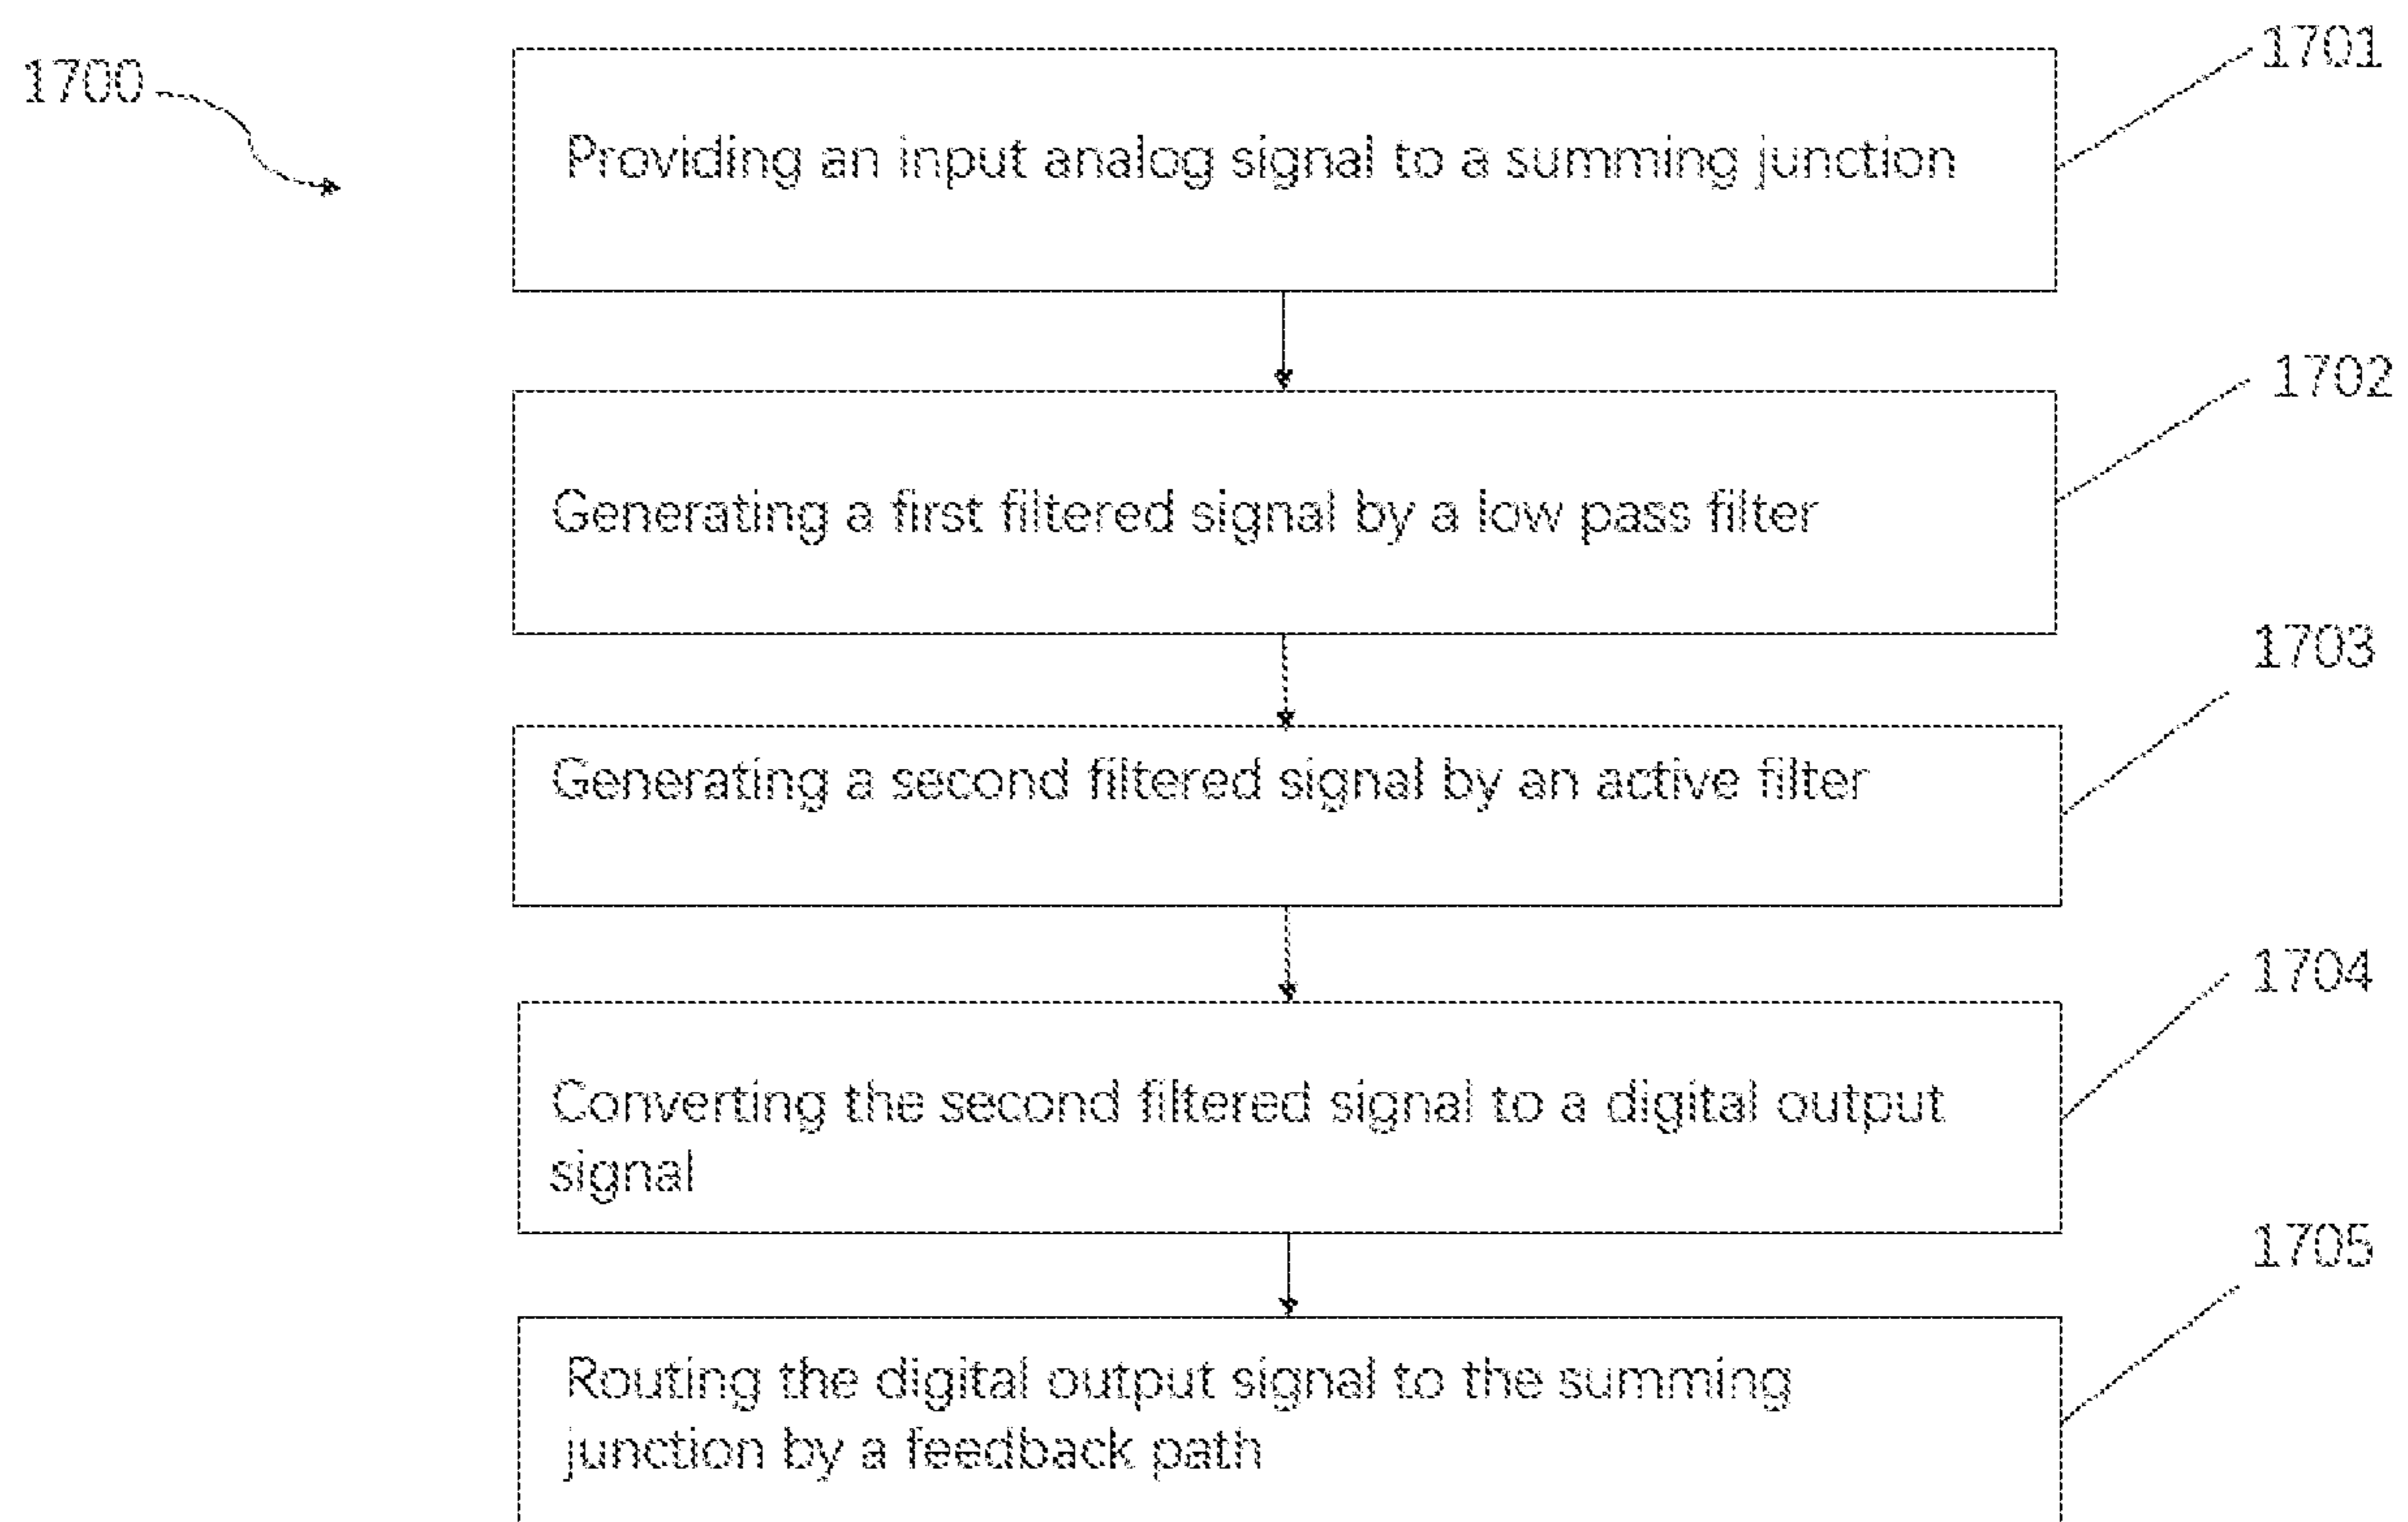 1700
1701
Providing an input analog signal to a summing junction
1702
Generating a first filtered signal by a low pass filter
1703
Generating a second filtered signal by an active filter
1704
Converting the second filtered signal to a digital output
signal
1705
Routing the digital output signal to the summing
junction by a feedback path